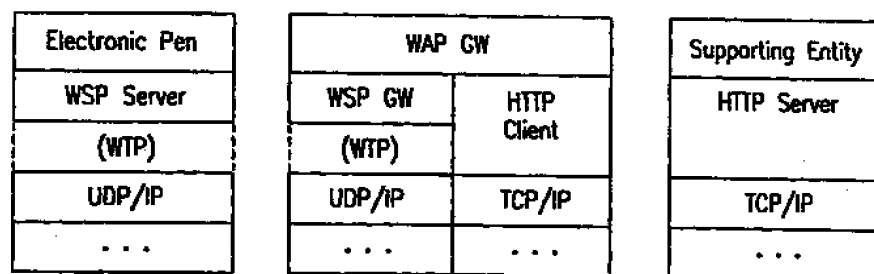 Electronic Pen
WSP Server
(WTP)
UDP/IP
. . .
WAP GW
WSP GW
(WTP)
UDP/IP
. . .
HTTP
Client
TCP/IP
. . .
Supporting Entity
HTTP Server
TCP/IP
. . .